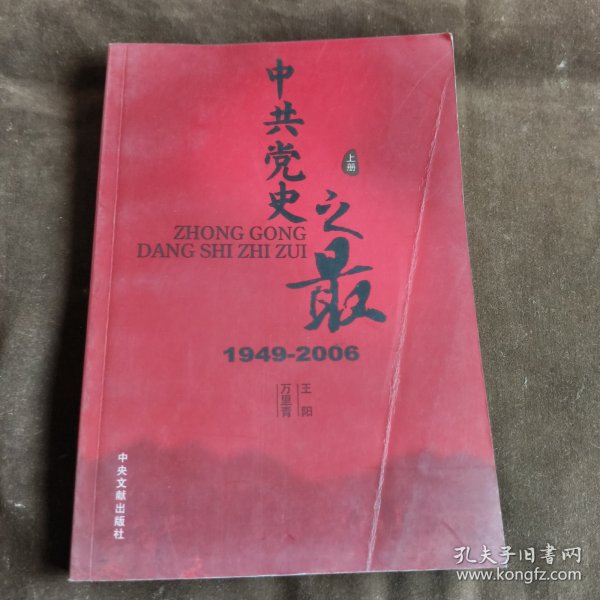 中共党史
之最
上册
ZHONG GONG
DANG SHI ZHI ZUI
1949-2006
王阳
万里青
中央文献出版社
孔夫子旧书网
www.kongfz.com